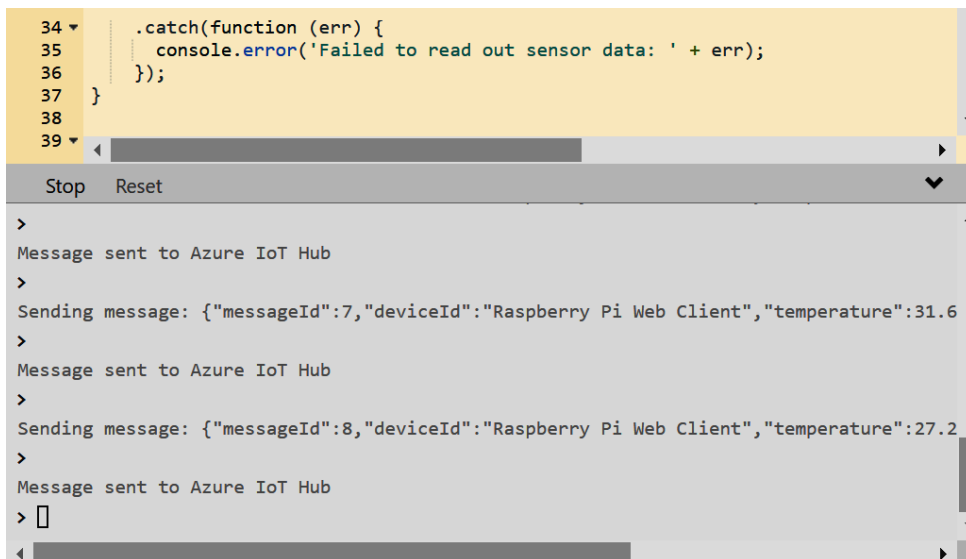 34 .catch(function (err) {
35 console.error('Failed to read out sensor data: ' + err);
36 });
37 }
38
39
Stop Reset
>
Message sent to Azure IoT Hub
>
Sending message: {"messageId":7,"deviceId":"Raspberry Pi Web Client","temperature":31.6
>
Message sent to Azure IoT Hub
>
Sending message: {"messageId":8,"deviceId":"Raspberry Pi Web Client","temperature":27.2
>
Message sent to Azure IoT Hub
>